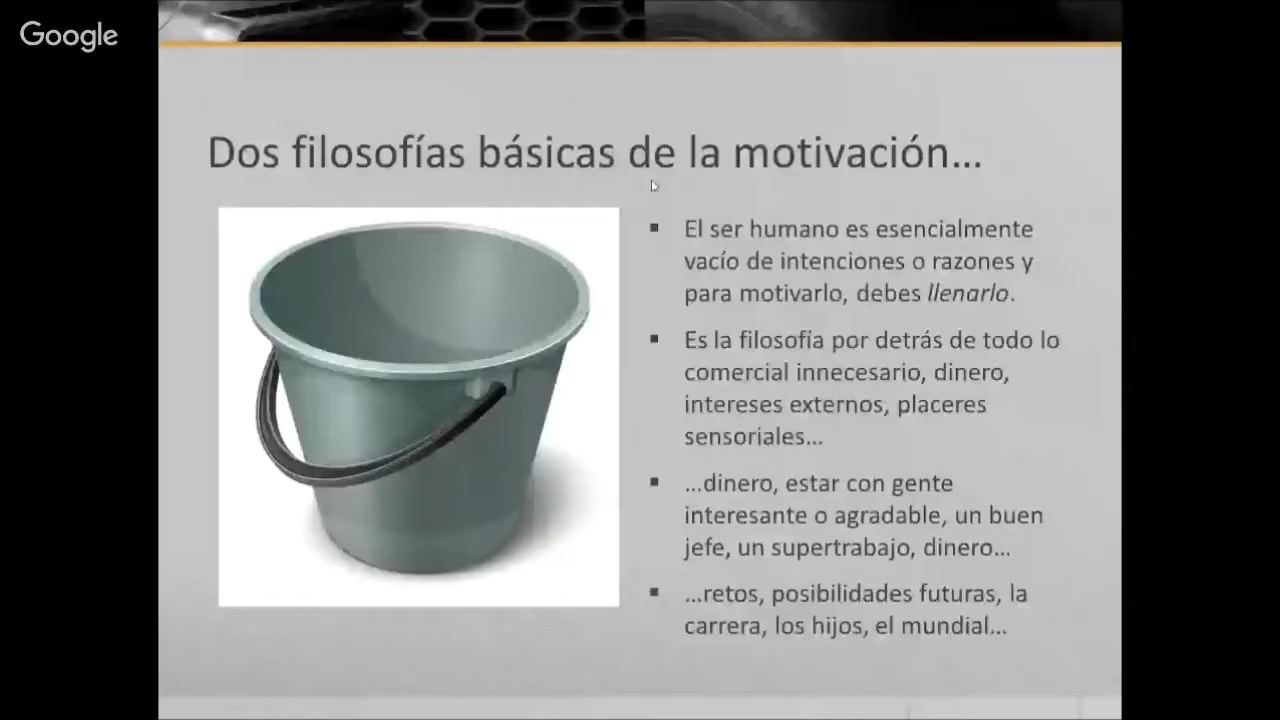 Google
Dos filosofías básicas de la motivación...
El ser humano es esencialmente
vacío de intenciones o razones y
para motivarlo, debes llenarlo.
Es la filosofía por detrás de todo lo
comercial innecesario, dinero,
intereses externos, placeres
sensoriales...
...dinero, estar con gente
interesante o agradable, un buen
jefe, un supertrabajo, dinero...
...retos, posibilidades futuras, la
carrera, los hijos, el mundial...